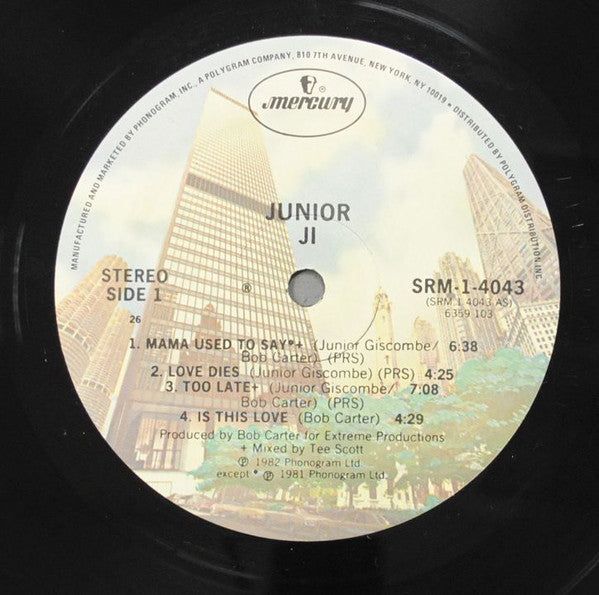 MANUFACTURED AND MARKETED BY PHONOGRAM, INC., A POLYGRAM COMPANY, 810 7TH AVENUE, NEW YORK, NY 10019 • DISTRIBUTED BY POLYGRAM DISTRIBUTION INC
mercury ®
JUNIOR
JI
STEREO
SIDE 1
®
SRM-1-4043
(SRM 1 4043 AS)
6359 103
26
1. MAMA USED TO SAY*+ (Junior Giscombe/
Bob Carter) (PRS) 6:38
2. LOVE DIES (Junior Giscombe) (PRS) 4:25
3. TOO LATE+ (Junior Giscombe/
Bob Carter) (PRS) 7:08
4. IS THIS LOVE (Bob Carter) 4:29
Produced by Bob Carter for Extreme Productions
+ Mixed by Tee Scott
℗ 1982 Phonogram Ltd.
except * ℗ 1981 Phonogram Ltd.